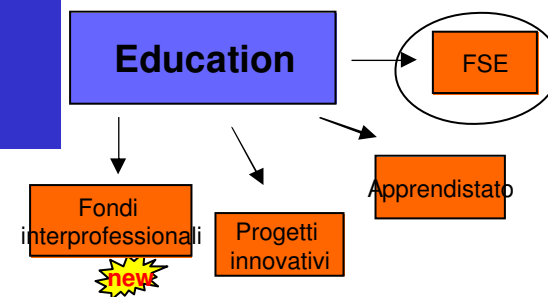 Education
FSE
Apprendistato
Fondi
interprofessionali
Progetti
innovativi
new